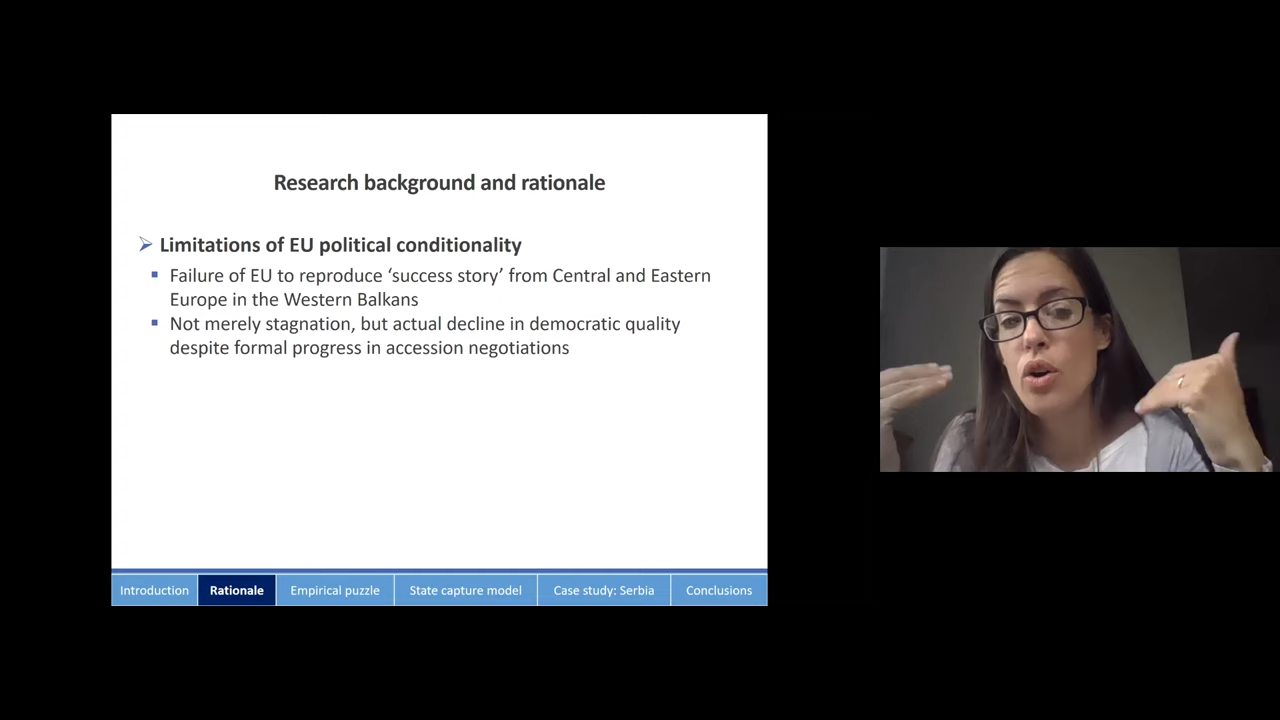 Research background and rationale
Limitations of EU political conditionality
Failure of EU to reproduce ‘success story’ from Central and Eastern
Europe in the Western Balkans
Not merely stagnation, but actual decline in democratic quality
despite formal progress in accession negotiations
Introduction
Rationale
Empirical puzzle
State capture model
Case study: Serbia
Conclusions